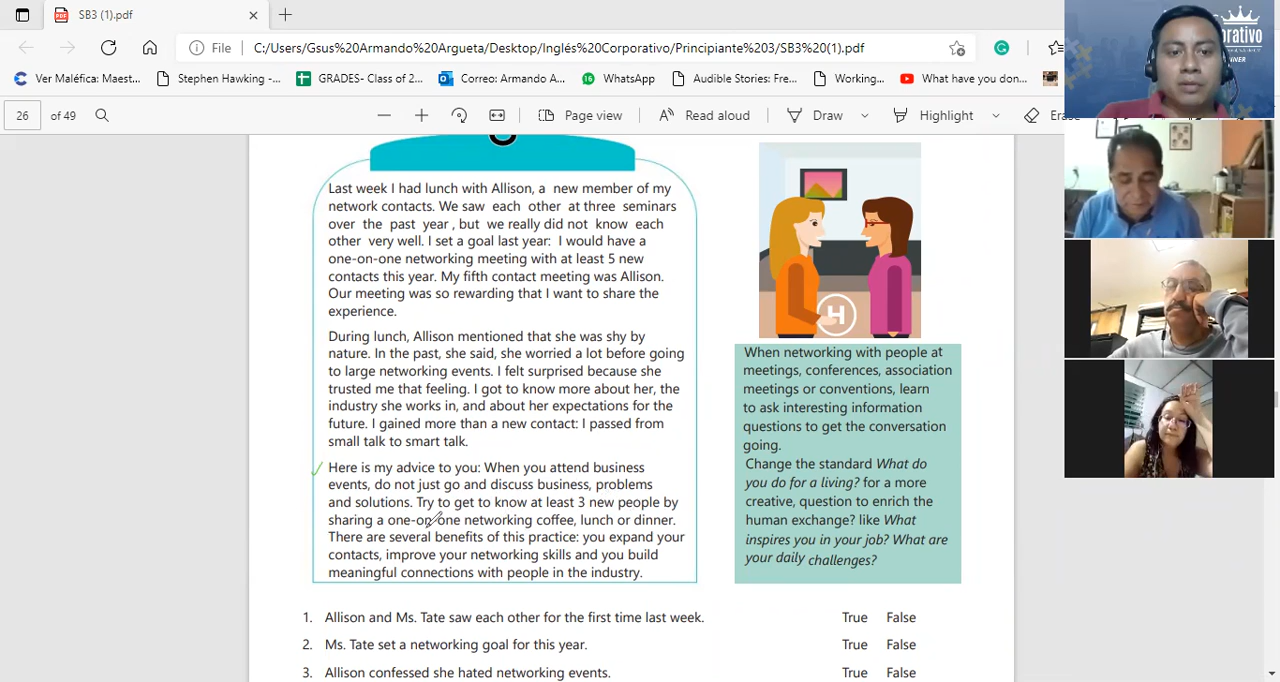 SB3 (1).pdf
File
C:/Users/Gsus%20Armando%20Argueta/Desktop/Inglés%20Corporativo/Principiante%203/SB3%20(1).pdf
Ver Maléfica: Maest...
Stephen Hawking -...
GRADES- Class of 2...
Correo: Armando A...
16 WhatsApp
Audible Stories: Fre...
Working...
What have you don...
26 of 49
Page view
Read aloud
Draw
Highlight
Last week I had lunch with Allison, a new member of my
network contacts. We saw each other at three seminars
over the past year , but we really did not know each
other very well. I set a goal last year: I would have a
one-on-one networking meeting with at least 5 new
contacts this year. My fifth contact meeting was Allison.
Our meeting was so rewarding that I want to share the
experience.
During lunch, Allison mentioned that she was shy by
nature. In the past, she said, she worried a lot before going
to large networking events. I felt surprised because she
trusted me that feeling. I got to know more about her, the
industry she works in, and about her expectations for the
future. I gained more than a new contact: I passed from
small talk to smart talk.
Here is my advice to you: When you attend business
events, do not just go and discuss business, problems
and solutions. Try to get to know at least 3 new people by
sharing a one-on-one networking coffee, lunch or dinner.
There are several benefits of this practice: you expand your
contacts, improve your networking skills and you build
meaningful connections with people in the industry.
H
When networking with people at
meetings, conferences, association
meetings or conventions, learn
to ask interesting information
questions to get the conversation
going.
Change the standard What do
you do for a living? for a more
creative, question to enrich the
human exchange? like What
inspires you in your job? What are
your daily challenges?
1. Allison and Ms. Tate saw each other for the first time last week. True False
2. Ms. Tate set a networking goal for this year. True False
3. Allison confessed she hated networking events. True False